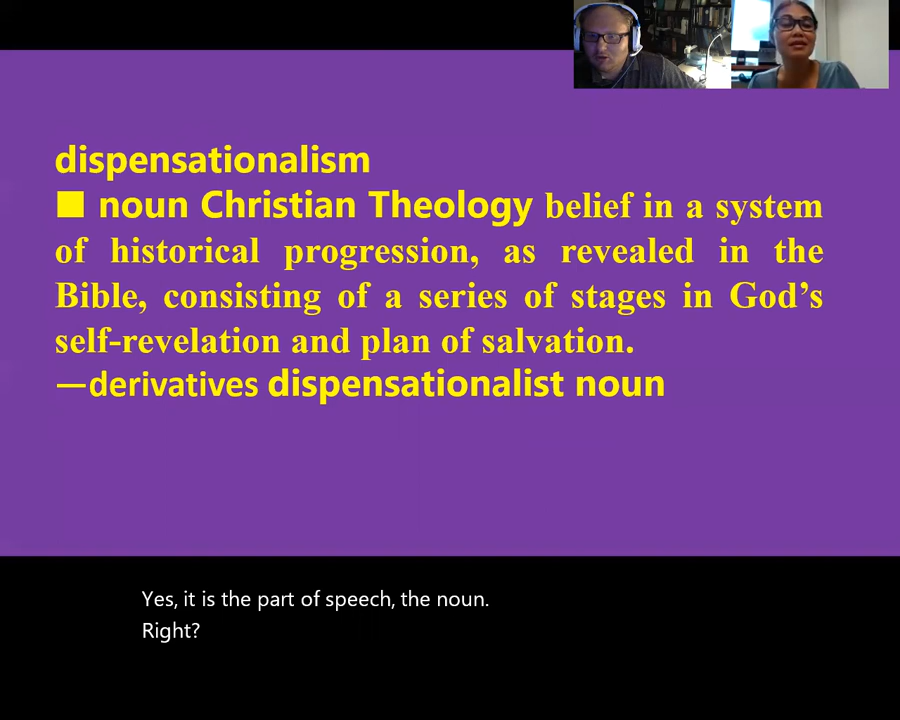 dispensationalism
■ noun Christian Theology belief in a system
of historical progression, as revealed in the
Bible, consisting of a series of stages in God’s
self-revelation and plan of salvation.
—derivatives dispensationalist noun
Yes, it is the part of speech, the noun.
Right?